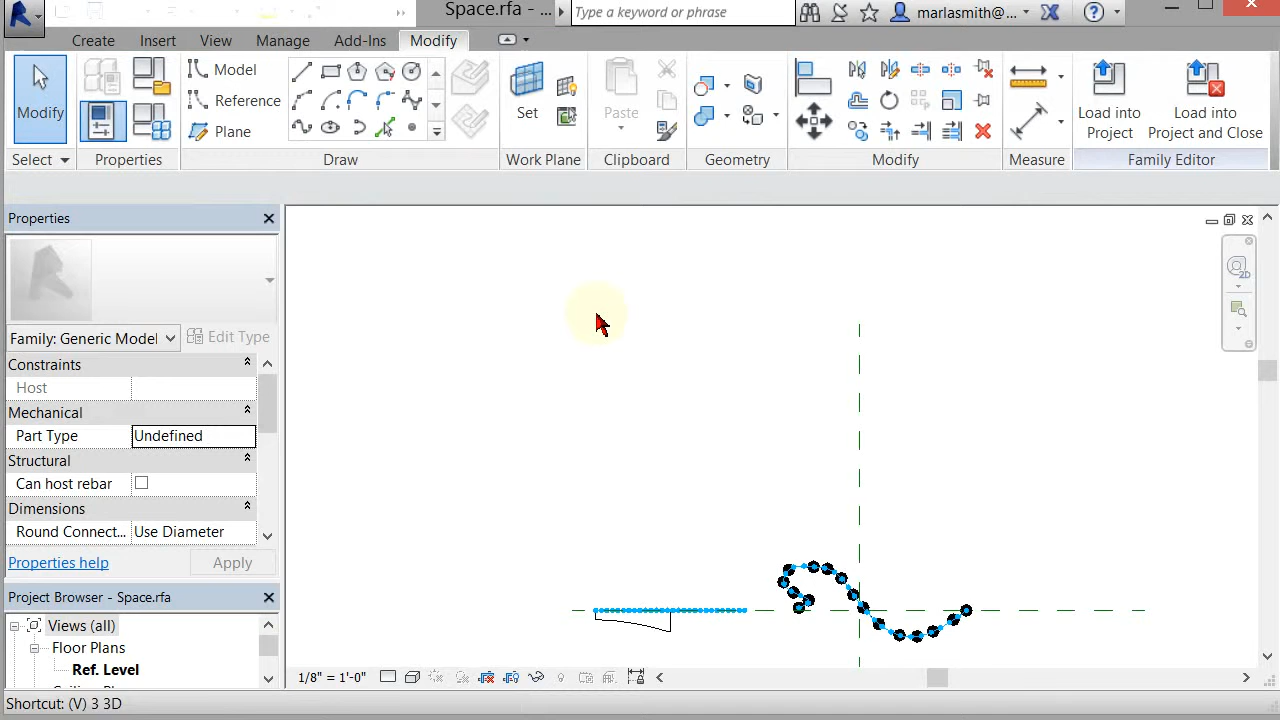 Space.rfa - ...
Type a keyword or phrase
marlasmith@...
Create Insert View Manage Add-Ins Modify
Modify
Model
Reference
Plane
Set
Paste
Load into
Project
Load into
Project and Close
Select
Properties
Draw
Work Plane
Clipboard
Geometry
Modify
Measure
Family Editor
Properties
Family: Generic Model
Edit Type
Constraints
Host
Mechanical
Part Type Undefined
Structural
Can host rebar
Dimensions
Round Connect... Use Diameter
Properties help
Apply
Project Browser - Space.rfa
Views (all)
Floor Plans
Ref. Level
2D
1/8" = 1'-0"
Shortcut: (V) 3 3D